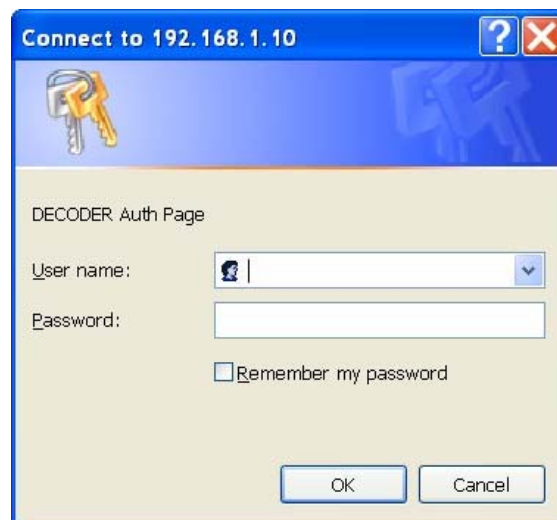 Connect to 192.168.1.10
DECODER Auth Page
User name:
Password:
Remember my password
OK
Cancel